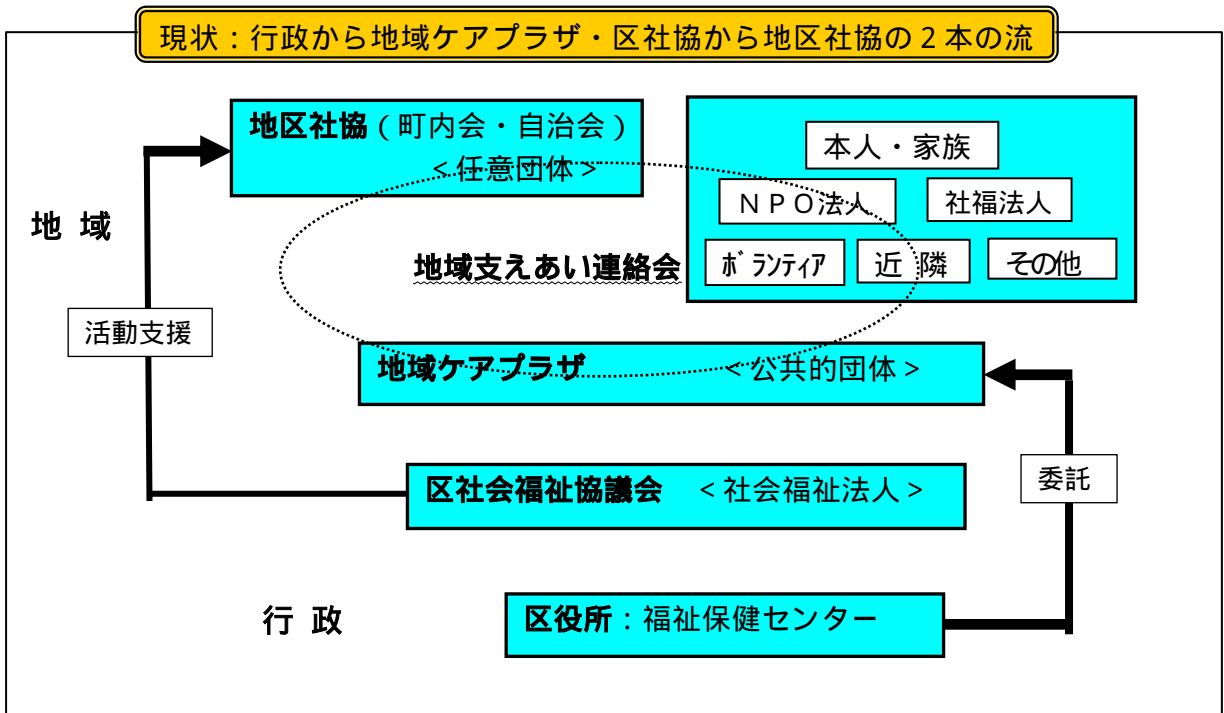 現状：行政から地域ケアプラザ・区社協から地区社協の２本の流
地区社協（町内会・自治会）
＜任意団体＞
本人・家族
ＮＰＯ法人
社福法人
地 域
地域支えあい連絡会
ﾎﾞﾗﾝﾃｨｱ
近 隣
その他
活動支援
地域ケアプラザ ＜公共的団体＞
区社会福祉協議会 ＜社会福祉法人＞
委託
行 政
区役所：福祉保健センター